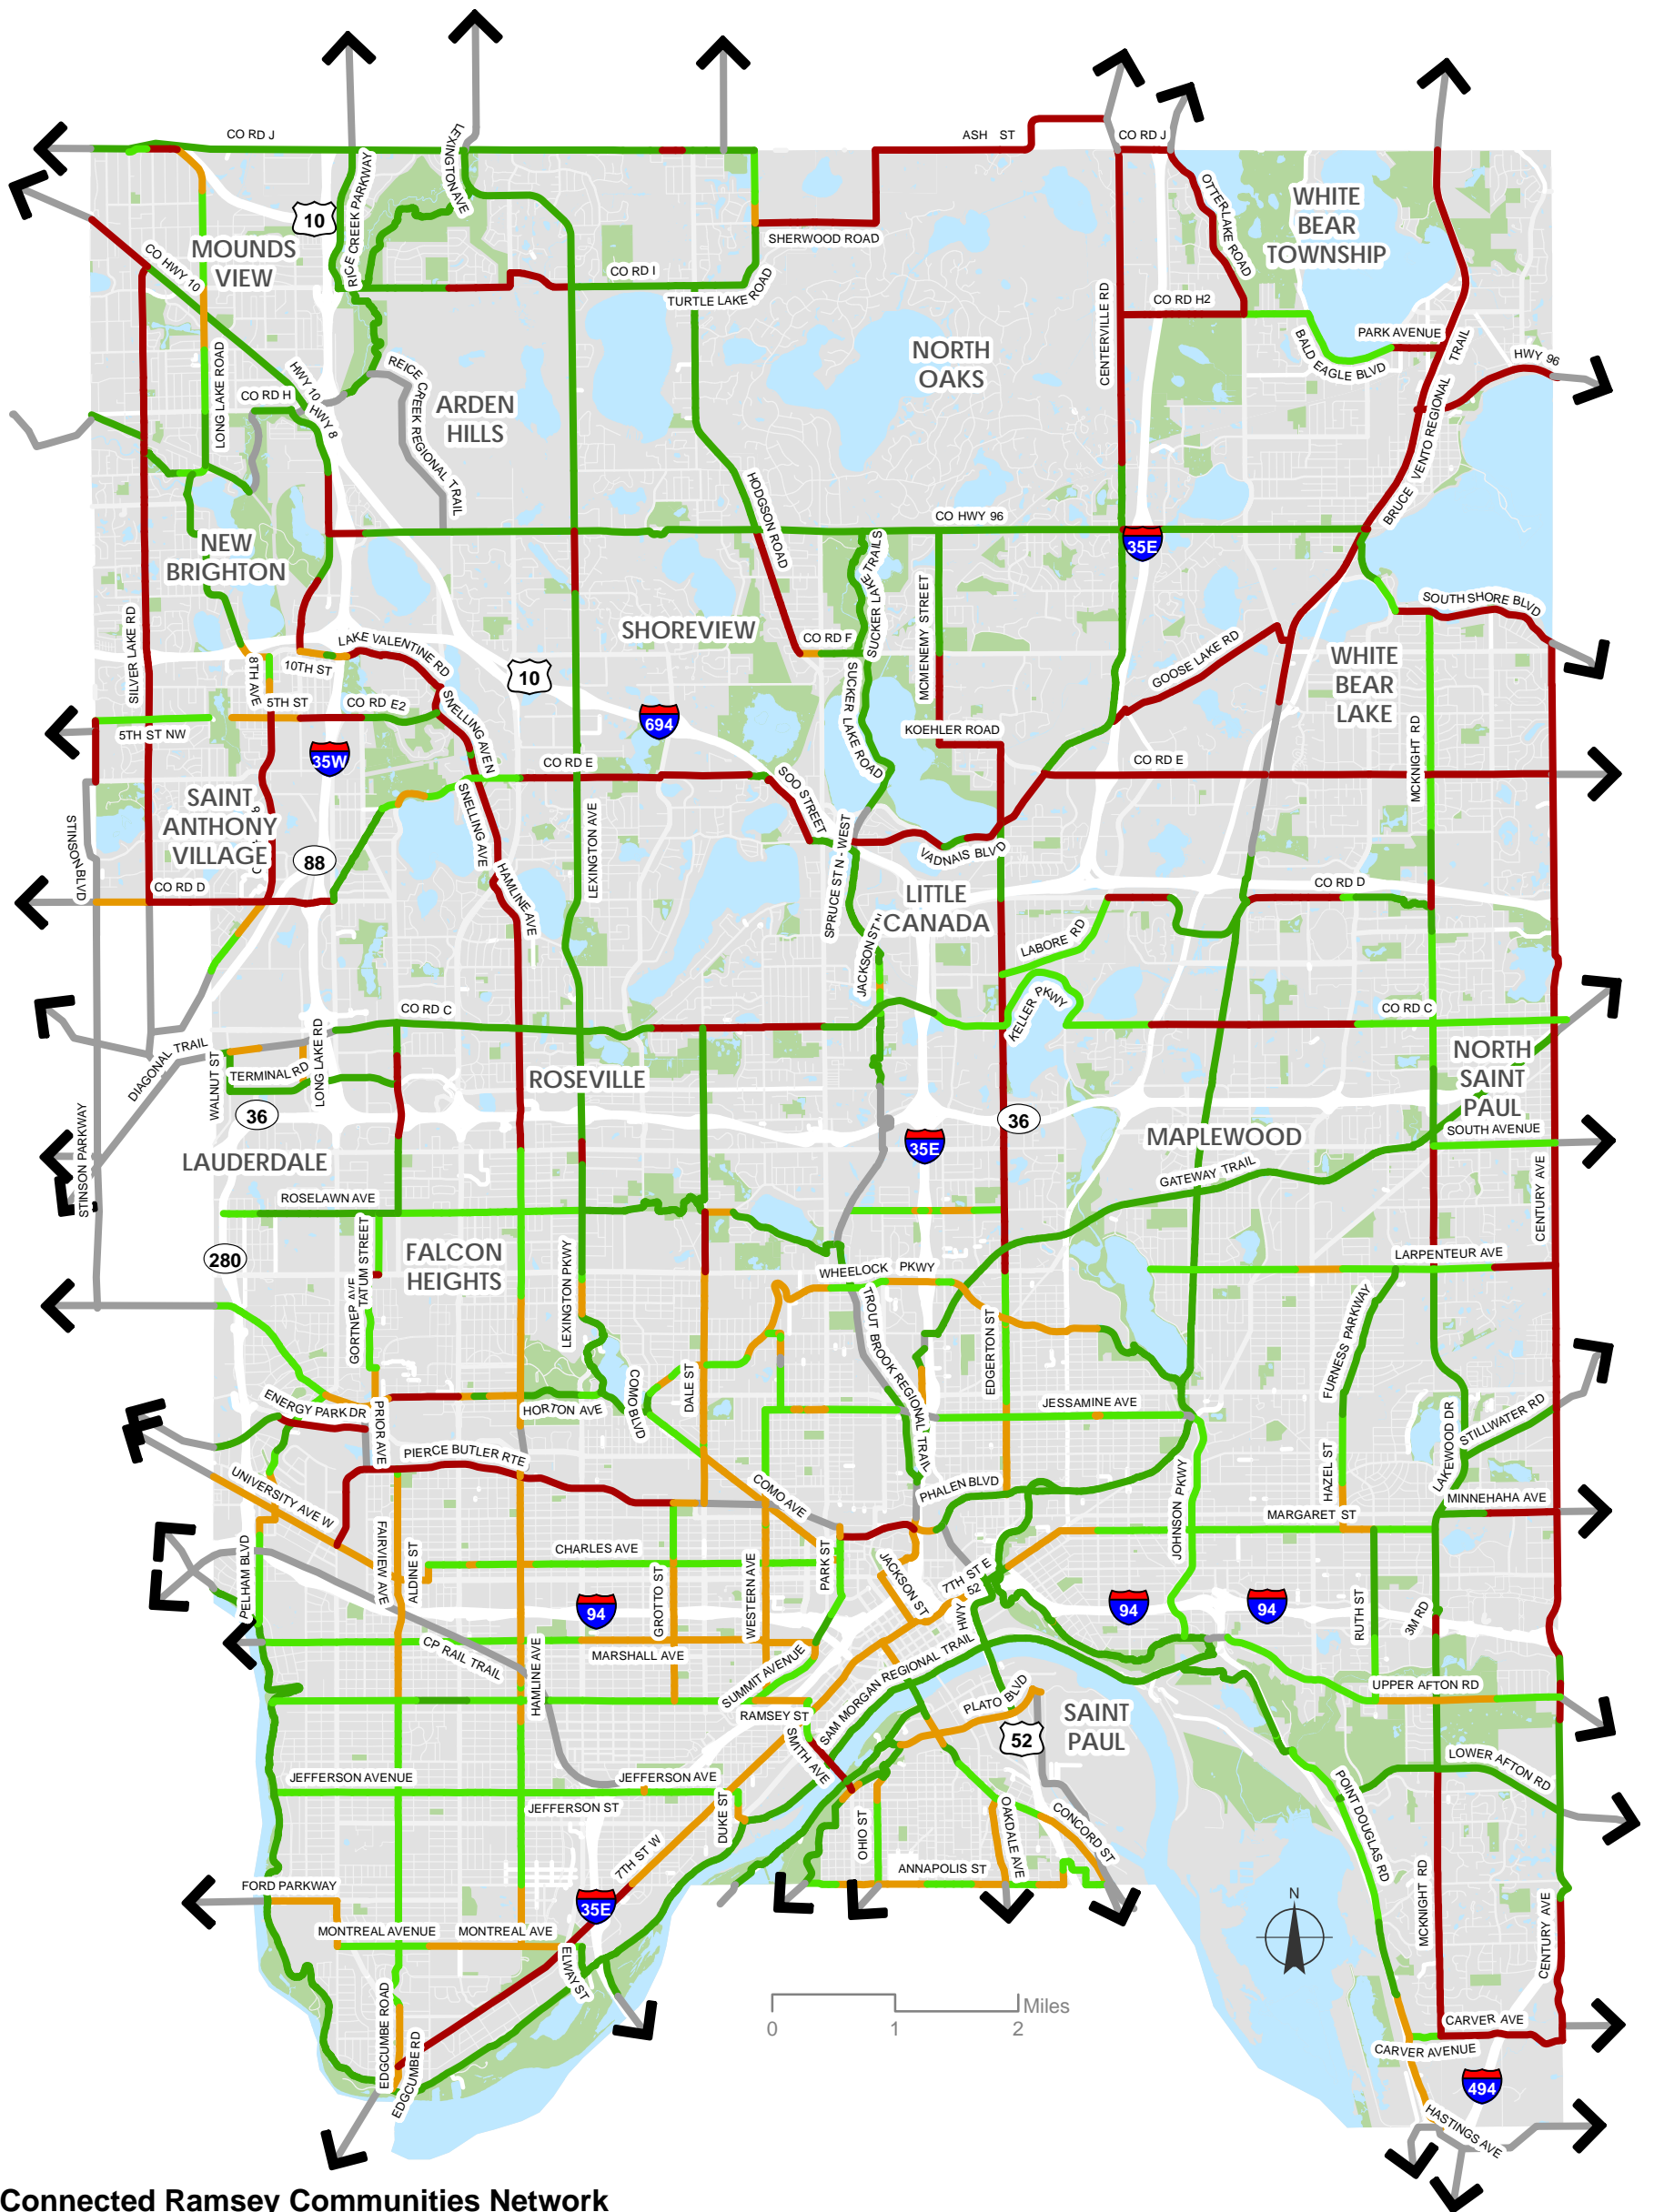 CO RD J
ASH ST
CO RD J
LEXINGTON AVE
RICE CREEK PARKWAY
OTTER LAKE ROAD
WHITE
BEAR
TOWNSHIP
10
MOUNDS
VIEW
SHERWOOD ROAD
CO HWY 10
CO RD I
TURTLE LAKE ROAD
CENTERVILLE RD
CO RD H2
PARK AVENUE
BALD EAGLE BLVD
HWY 96
NORTH
OAKS
LONG LAKE ROAD
HWY 10
HWY 8
CO RD H
REICE CREEK REGIONAL TRAIL
ARDEN
HILLS
BRUCE VENTO REGIONAL TRAIL
HODGSON ROAD
CO HWY 96
35E
NEW
BRIGHTON
SUCKER LAKE TRAILS
MCMENEMY STREET
SOUTH SHORE BLVD
SILVER LAKE RD
SHOREVIEW
CO RD F
LAKE VALENTINE RD
10TH ST
8TH AVE
GOOSE LAKE RD
WHITE
BEAR
LAKE
10
5TH ST
CO RD E2
SNELLING AVE N
694
SUCKER LAKE ROAD
KOEHLER ROAD
5TH ST NW
35W
CO RD E
CO RD E
MCKNIGHT RD
SOO STREET
SAINT
ANTHONY
VILLAGE
STINSON BLVD
88
SNELLING AVE
LEXINGTON AVE
SPRUCE ST N - WEST
VADNAIS BLVD
CO RD D
HAMLINE AVE
LITTLE
CANADA
CO RD D
JACKSON ST N
LABORE RD
KELLER PKWY
CO RD C
CO RD C
DIAGONAL TRAIL
WALNUT ST
TERMINAL RD
LONG LAKE RD
ROSEVILLE
NORTH
SAINT
PAUL
36
36
35E
MAPLEWOOD
SOUTH AVENUE
STINSON PARKWAY
LAUDERDALE
GATEWAY TRAIL
CENTURY AVE
ROSELAWN AVE
280
TATUM STREET
GORTNER AVE
FALCON
HEIGHTS
LEXINGTON PKWY
WHEELOCK PKWY
LARPENTEUR AVE
TROUT BROOK REGIONAL TRAIL
EDGERTON ST
FURNESS PARKWAY
DALE ST
COMO BLVD
ENERGY PARK DR
PRIOR AVE
HORTON AVE
JESSAMINE AVE
STILLWATER RD
LAKEWOOD DR
PIERCE BUTLER RTE
UNIVERSITY AVE W
COMO AVE
PHALEN BLVD
JOHNSON PKWY
HAZEL ST
MINNEHAHA AVE
MARGARET ST
FAIRVIEW AVE
ALDINE ST
CHARLES AVE
PELHAM BLVD
GROTTO ST
WESTERN AVE
PARK ST
JACKSON ST
7TH ST E
HWY 52
94
94
94
RUTH ST
3M RD
CP RAIL TRAIL
HAMLINE AVE
MARSHALL AVE
SUMMIT AVENUE
SAM MORGAN REGIONAL TRAIL
UPPER AFTON RD
RAMSEY ST
PLATO BLVD
SAINT
PAUL
52
SMITH AVE
LOWER AFTON RD
JEFFERSON AVENUE
JEFFERSON AVE
JEFFERSON ST
DUKE ST
POINT DOUGLAS RD
OHIO ST
OAKDALE AVE
CONCORD ST
7TH ST W
ANNAPOLIS ST
FORD PARKWAY
35E
MCKNIGHT RD
CENTURY AVE
MONTREAL AVENUE
MONTREAL AVE
N
ELWAY ST
EDGCUMBE ROAD
EDGCUMBE RD
Miles
0 1 2
CARVER AVE
CARVER AVENUE
494
HASTINGS AVE
Connected Ramsey Communities Network